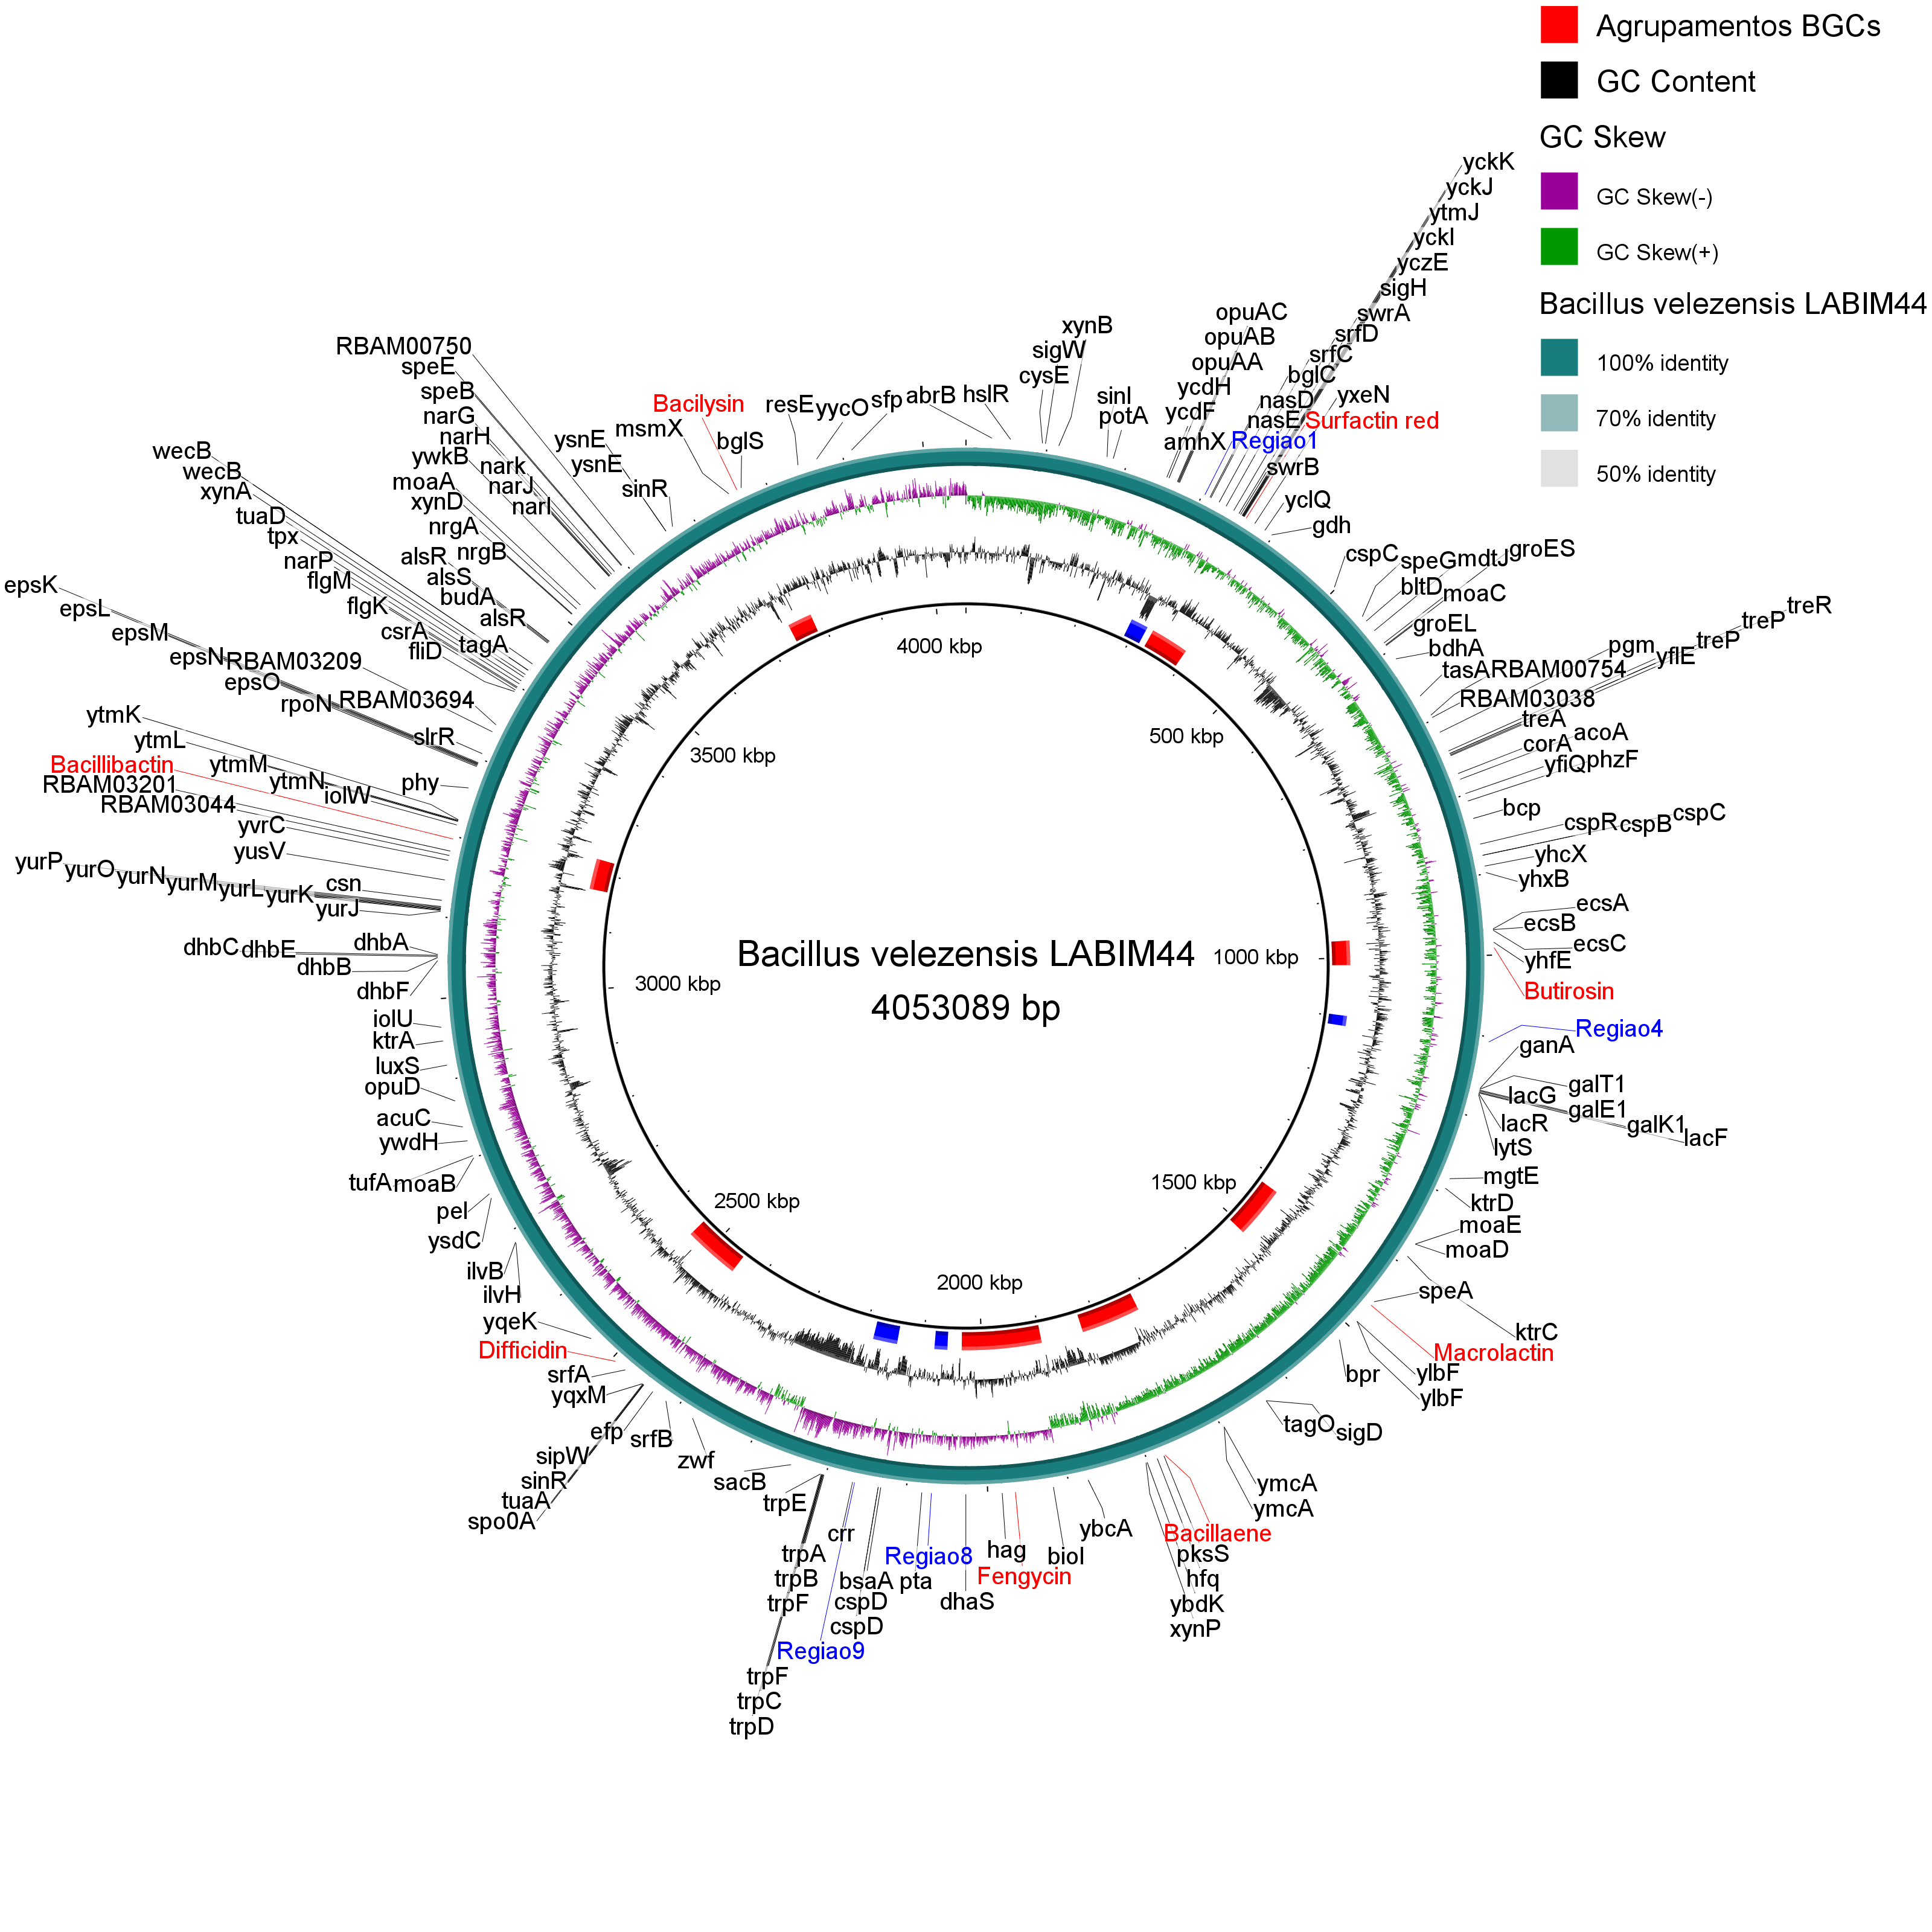 Agrupamentos BGCs
GC Content
GC Skew
GC Skew(-)
GC Skew(+)
Bacillus velezensis LABIM44
100% identity
70% identity
50% identity
Bacillus velezensis LABIM44
4053089 bp
500 kbp
1000 kbp
1500 kbp
2000 kbp
2500 kbp
3000 kbp
3500 kbp
4000 kbp
abrB
hslR
cysE
sigW
xynB
sinI
potA
amhX
ycdF
ycdH
opuAA
opuAB
opuAC
Regiao1
nasE
nasD
bglC
srfC
srfD
swrA
sigH
yczE
yckI
ytmJ
yckJ
yckK
yxeN
Surfactin red
swrB
yclQ
gdh
cspC
speG
mdtJ
groES
bltD
moaC
groEL
bdhA
tasA
RBAM00754
pgm
yflE
treP
treP
treR
RBAM03038
treA
corA
acoA
yfiQ
phzF
bcp
cspR
cspB
cspC
yhcX
yhxB
ecsA
ecsB
ecsC
yhfE
Butirosin
Regiao4
ganA
galT1
lacG
galE1
galK1
lacF
lacR
lytS
mgtE
ktrD
moaE
moaD
speA
ktrC
Macrolactin
ylbF
ylbF
bpr
tagO
sigD
ymcA
ymcA
Bacillaene
pksS
hfq
ybdK
xynP
ybcA
bioI
Fengycin
hag
dhaS
Regiao8
pta
bsaA
cspD
cspD
Regiao9
crr
trpE
trpA
trpB
trpF
trpF
trpC
trpD
sacB
zwf
srfB
efp
sipW
sinR
tuaA
spo0A
yqxM
srfA
Difficidin
yqeK
ilvH
ilvB
ysdC
pel
tufA
moaB
ywdH
acuC
opuD
luxS
ktrA
iolU
dhbF
dhbB
dhbC
dhbE
dhbA
yurJ
yurP
yurO
yurN
yurM
yurL
yurK
csn
yusV
yvrC
RBAM03044
RBAM03201
Bacillibactin
iolW
ytmN
ytmM
ytmL
ytmK
phy
slrR
rpoN
epsO
epsN
epsM
epsL
epsK
RBAM03694
RBAM03209
fliD
csrA
flgK
flgM
narP
tpx
tuaD
xynA
wecB
wecB
tagA
alsR
budA
alsS
alsR
nrgB
nrgA
xynD
moaA
ywkB
narI
narJ
nark
narH
narG
speB
speE
RBAM00750
sinR
ysnE
ysnE
msmX
Bacilysin
bglS
resE
yycO
sfp